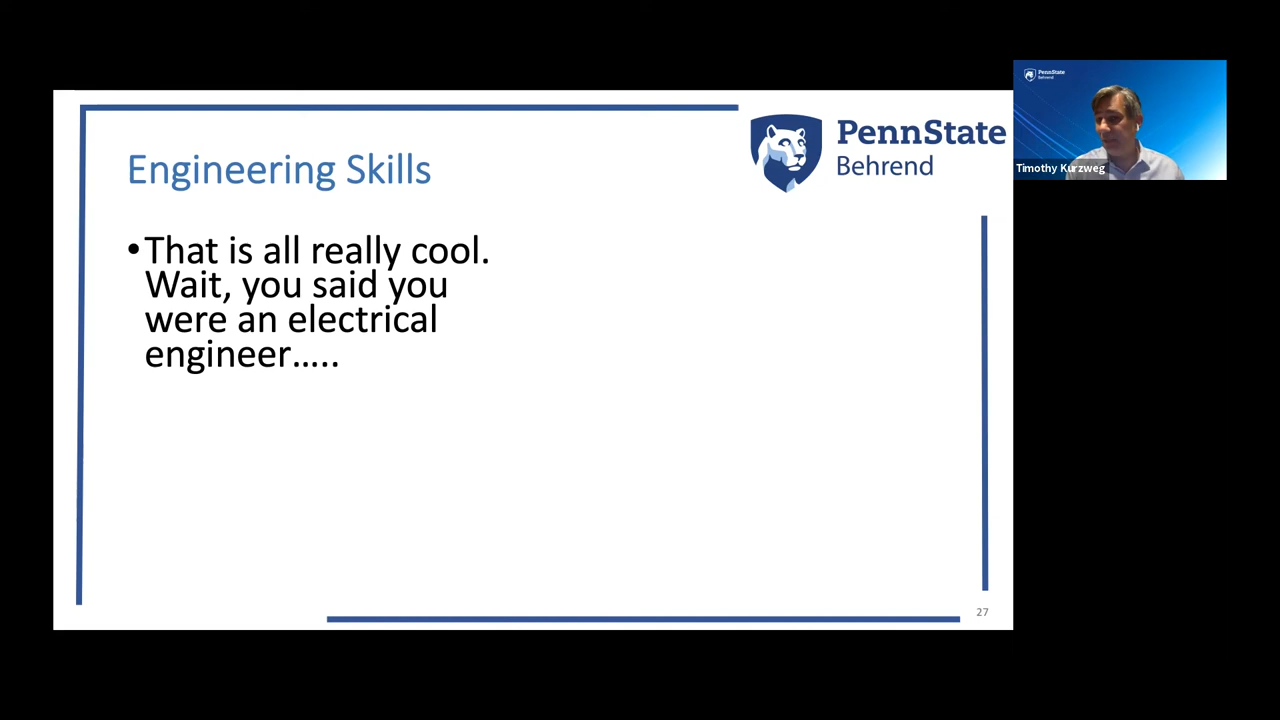 Engineering Skills
PennState
Behrend
•That is all really cool.
Wait, you said you
were an electrical
engineer…..
27
PennState
Behrend
Timothy Kurzweg